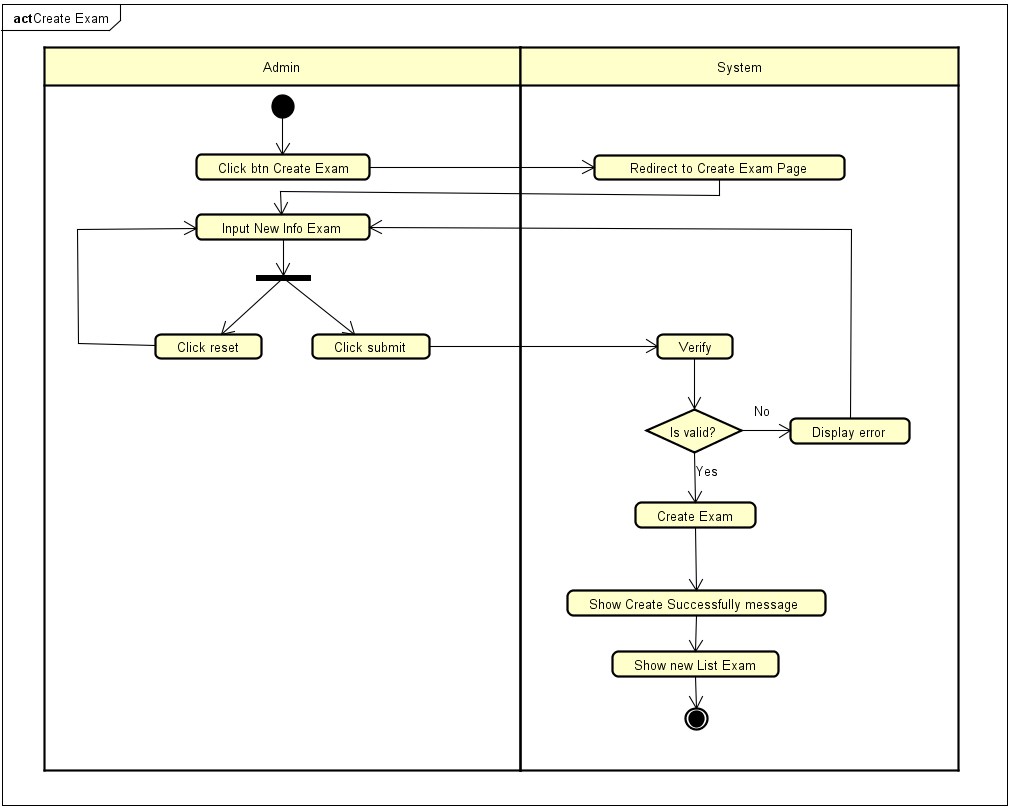 actCreate Exam
Admin
System
Click btn Create Exam
Redirect to Create Exam Page
Input New Info Exam
Click reset
Click submit
Verify
No
Is valid?
Display error
Yes
Create Exam
Show Create Successfully message
Show new List Exam